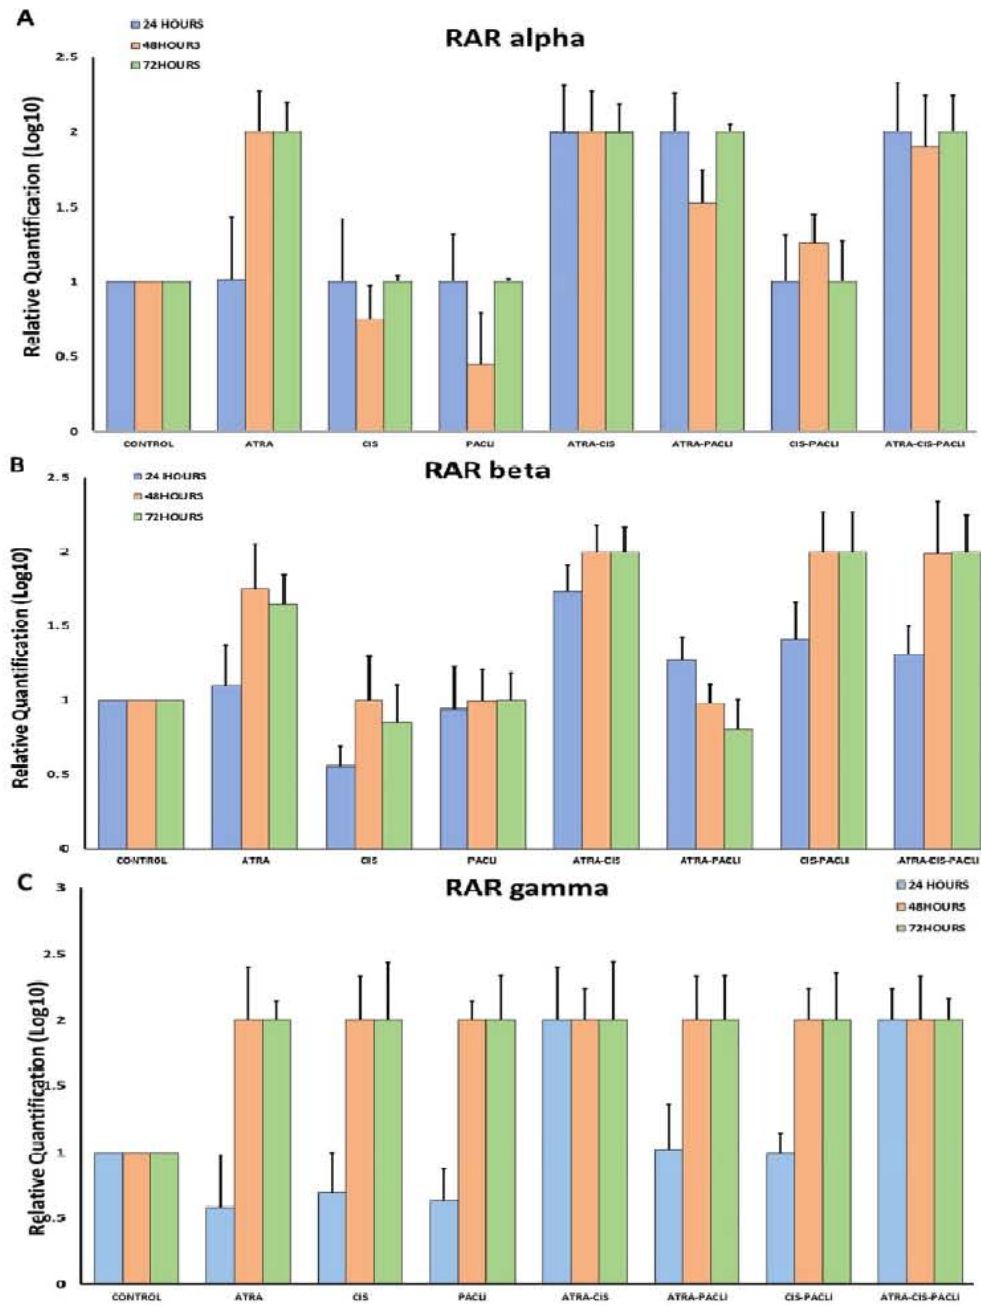 A
24 HOURS
48HOUR3
72HOURS
RAR alpha
Relative Quantification (Log10)
2.5
2
1.5
1
0.5
0
CONTROL ATRA CIS PACLI ATRA-CIS ATRA-PACLI CIS-PACLI ATRA-CIS-PACLI
B
24 HOURS
48HOURS
72HOURS
RAR beta
Relative Quantification (Log10)
2.5
2
1.5
1
0.5
0
CONTROL ATRA CIS PACLI ATRA-CIS ATRA-PACLI CIS-PACLI ATRA-CIS-PACLI
C
RAR gamma
24 HOURS
48HOURS
72HOURS
Relative Quantification (Log10)
3
2.5
2
1.5
1
0.5
0
CONTROL ATRA CIS PACLI ATRA-CIS ATRA-PACLI CIS-PACLI ATRA-CIS-PACLI